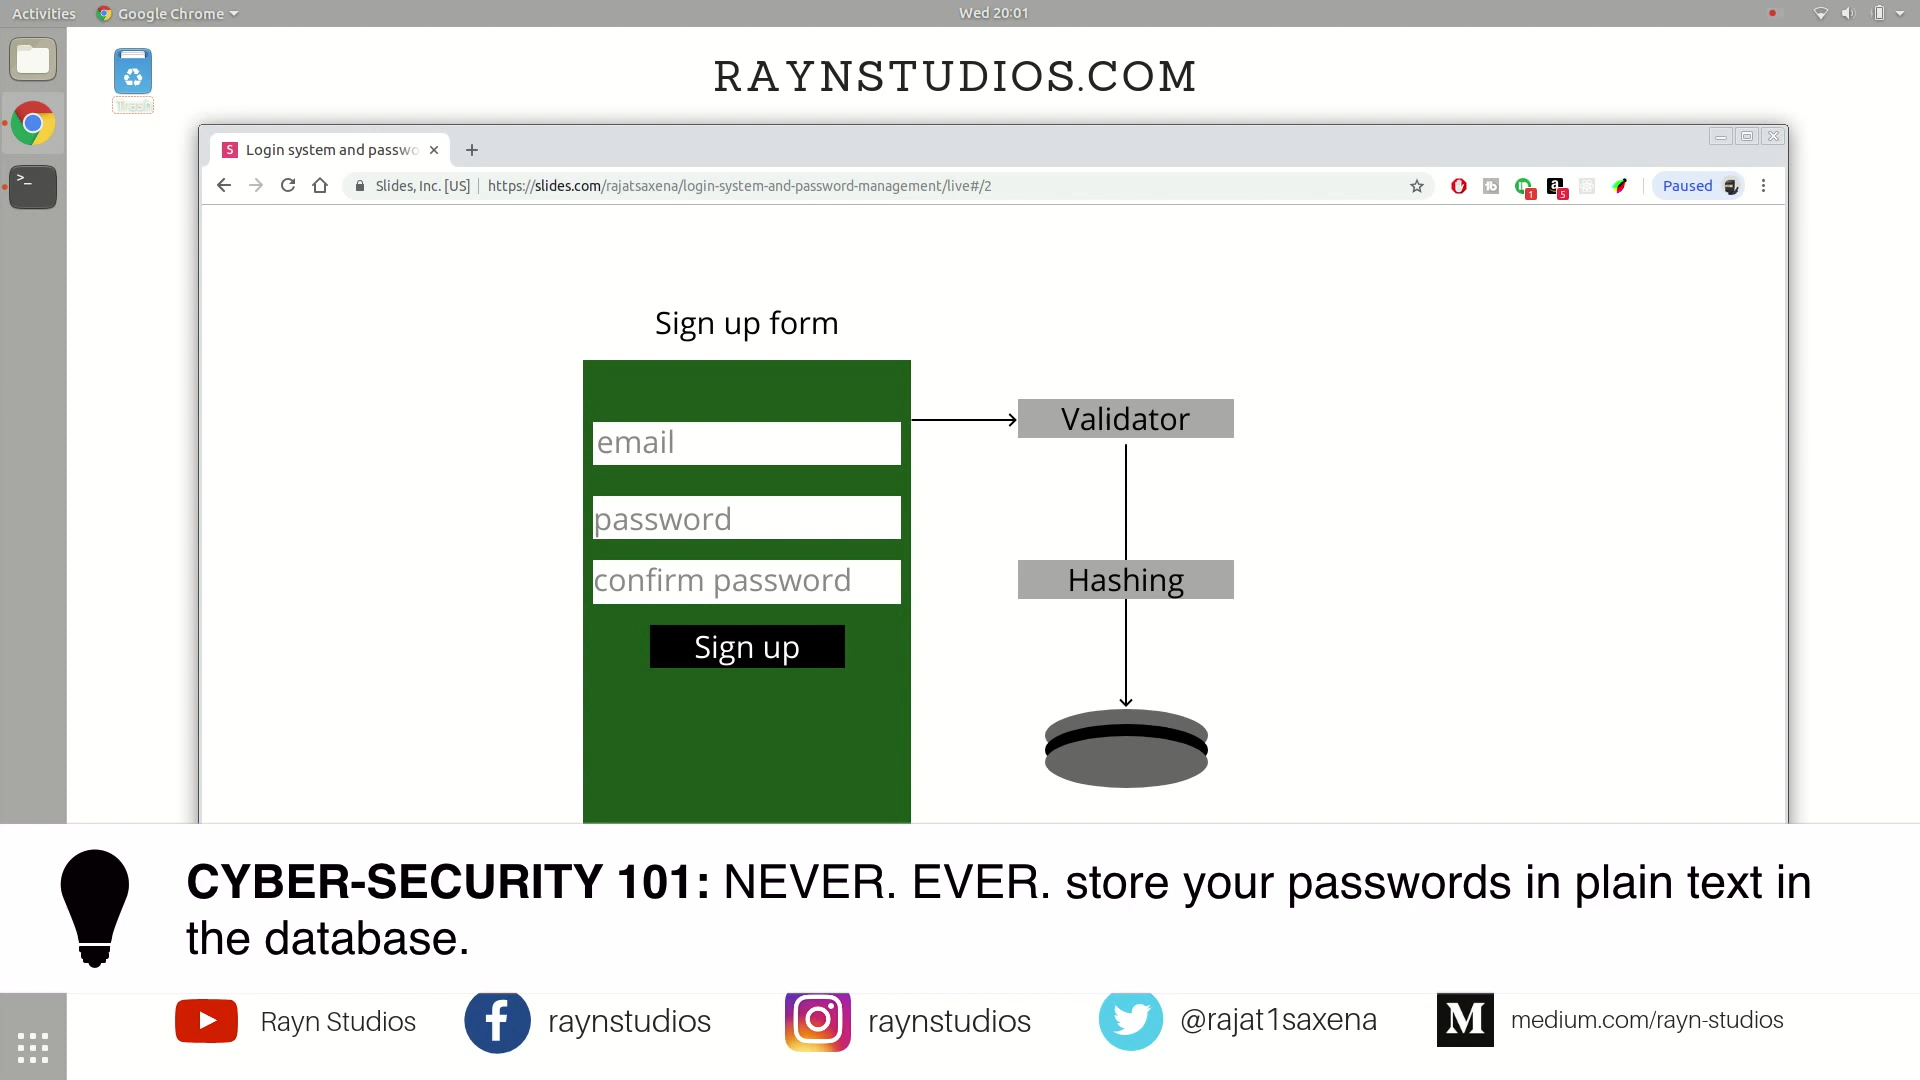 Activities
Google Chrome
Wed 20:01
Trash
RAYNSTUDIOS.COM
S
Login system and passwo
Slides, Inc. [US]
https://slides.com/rajatsaxena/login-system-and-password-management/live#/2
1
5
Paused
Sign up form
email
password
confirm password
Sign up
Validator
Hashing
CYBER-SECURITY 101: NEVER. EVER. store your passwords in plain text in
the database.
Rayn Studios
raynstudios
raynstudios
@rajat1saxena
M
medium.com/rayn-studios